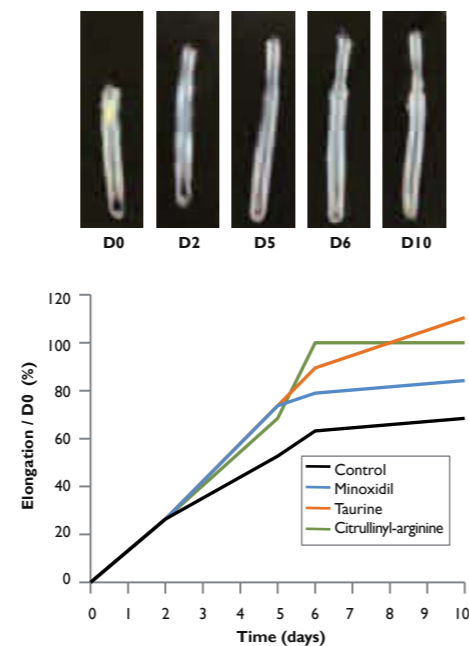 D0 D2 D5 D6 D10
Elongation / D0 (%)
120
100
80
60
40
20
0
Control
Minoxidil
Taurine
Citrullinyl-arginine
0 1 2 3 4 5 6 7 8 9 10
Time (days)